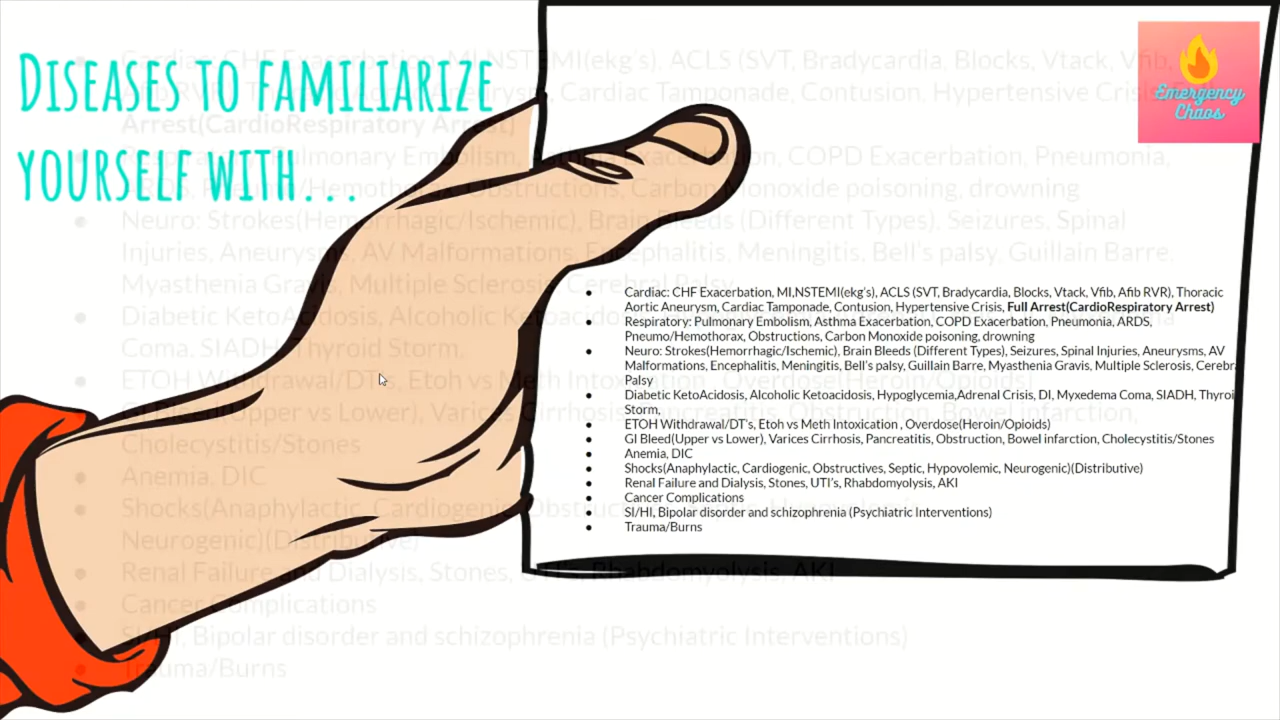 Diseases to familiarize
yourself with...
Emergency
Chaos
● Cardiac: CHF Exacerbation, MI,NSTEMI(ekg's), ACLS (SVT, Bradycardia, Blocks, Vtack, Vfib, Afib RVR), Thoracic
Aortic Aneurysm, Cardiac Tamponade, Contusion, Hypertensive Crisis, Full Arrest(CardioRespiratory Arrest)
● Respiratory: Pulmonary Embolism, Asthma Exacerbation, COPD Exacerbation, Pneumonia, ARDS,
Pneumo/Hemothorax, Obstructions, Carbon Monoxide poisoning, drowning
● Neuro: Strokes(Hemorrhagic/Ischemic), Brain Bleeds (Different Types), Seizures, Spinal Injuries, Aneurysms, AV
Malformations, Encephalitis, Meningitis, Bell's palsy, Guillain Barre, Myasthenia Gravis, Multiple Sclerosis, Cerebra
Palsy
● Diabetic KetoAcidosis, Alcoholic Ketoacidosis, Hypoglycemia,Adrenal Crisis, DI, Myxedema Coma, SIADH, Thyroi
Storm,
● ETOH Withdrawal/DT's, Etoh vs Meth Intoxication , Overdose(Heroin/Opioids)
● GI Bleed(Upper vs Lower), Varices Cirrhosis, Pancreatitis, Obstruction, Bowel infarction, Cholecystitis/Stones
● Anemia, DIC
● Shocks(Anaphylactic, Cardiogenic, Obstructives, Septic, Hypovolemic, Neurogenic)(Distributive)
● Renal Failure and Dialysis, Stones, UTI's, Rhabdomyolysis, AKI
● Cancer Complications
● SI/HI, Bipolar disorder and schizophrenia (Psychiatric Interventions)
● Trauma/Burns